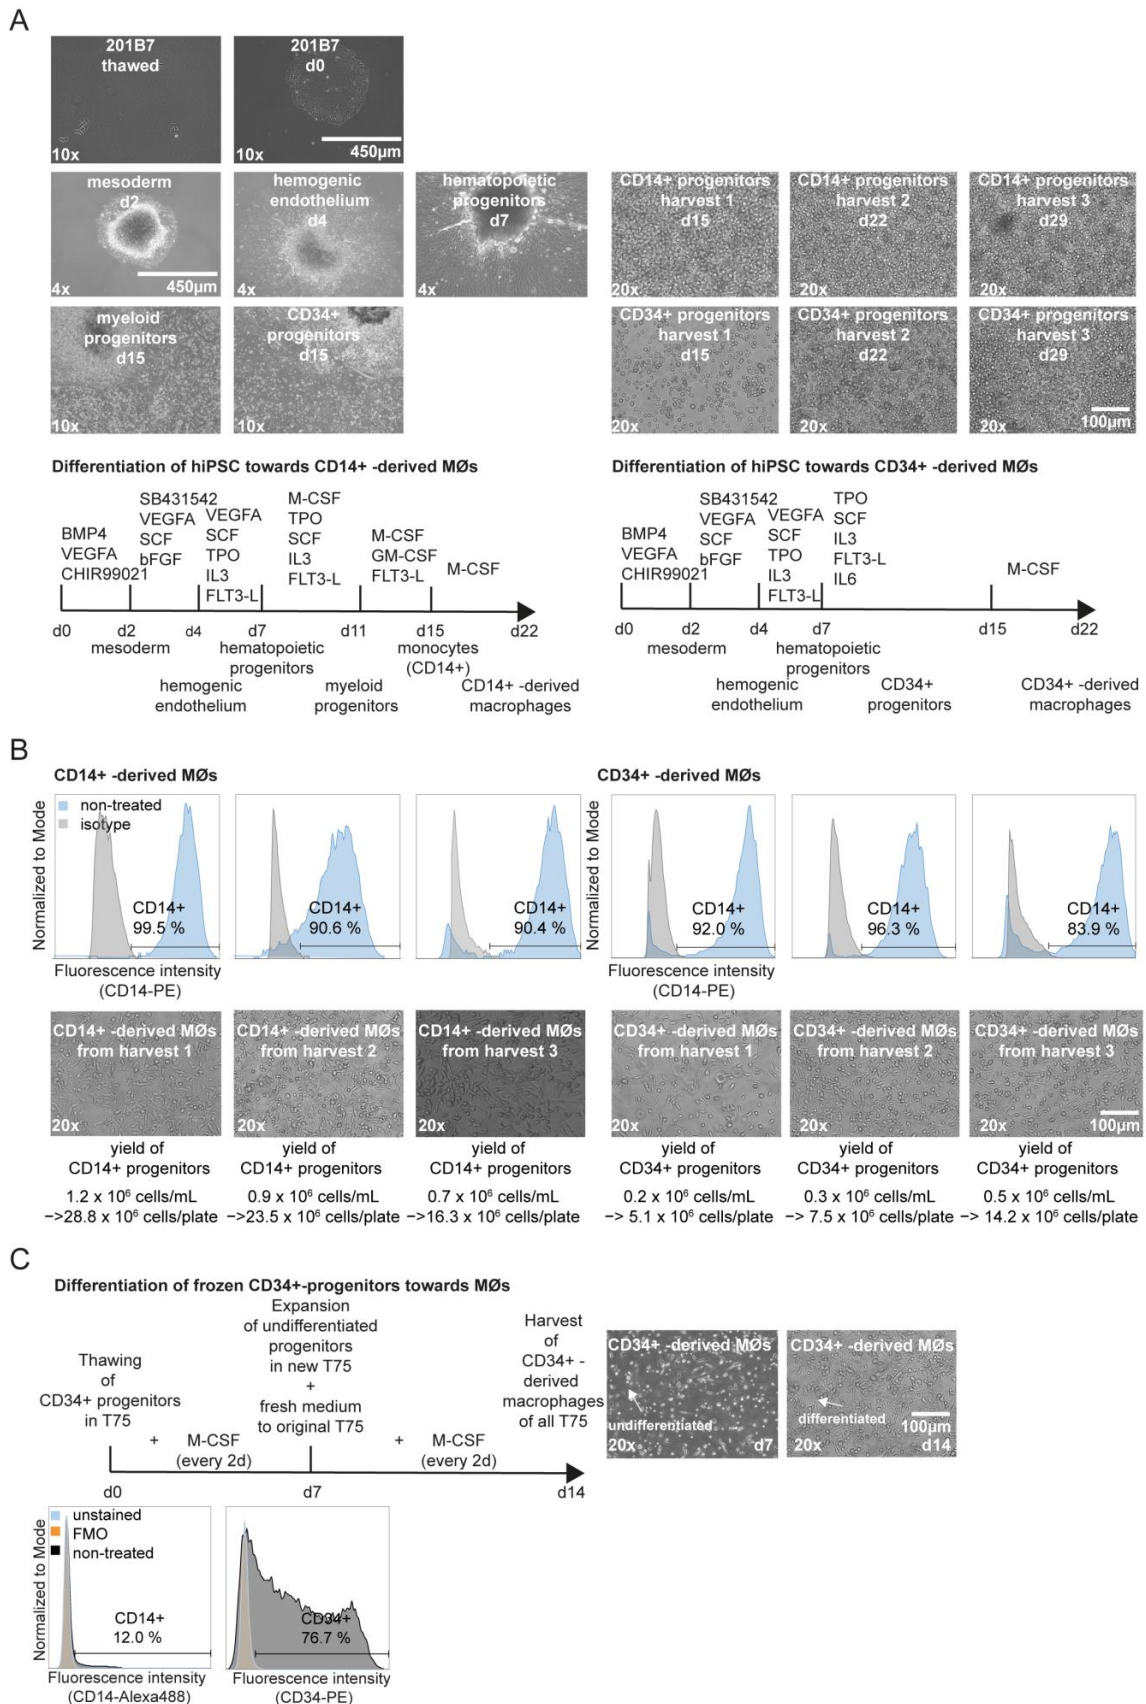 A
201B7
thawed
10x
201B7
d0
450µm
10x
mesoderm
d2
450µm
4x
hemogenic
endothelium
d4
4x
hematopoietic
progenitors
d7
4x
CD14+ progenitors
harvest 1
d15
20x
CD14+ progenitors
harvest 2
d22
20x
CD14+ progenitors
harvest 3
d29
20x
myeloid
progenitors
d15
10x
CD34+
progenitors
d15
10x
CD34+ progenitors
harvest 1
d15
20x
CD34+ progenitors
harvest 2
d22
20x
CD34+ progenitors
harvest 3
d29
100µm
20x
Differentiation of hiPSC towards CD14+ -derived MØs
BMP4
VEGFA
CHIR99021
SB431542
VEGFA
SCF
bFGF
VEGFA
SCF
TPO
IL3
FLT3-L
M-CSF
TPO
SCF
IL3
FLT3-L
M-CSF
GM-CSF
FLT3-L
M-CSF
d0
d2
d4
d7
d11
d15
d22
mesoderm
hematopoietic
progenitors
monocytes
(CD14+)
hemogenic
endothelium
myeloid
progenitors
CD14+ -derived
macrophages
Differentiation of hiPSC towards CD34+ -derived MØs
BMP4
VEGFA
CHIR99021
SB431542
VEGFA
SCF
bFGF
VEGFA
SCF
TPO
IL3
FLT3-L
TPO
SCF
IL3
FLT3-L
IL6
M-CSF
d0
d2
d4
d7
d15
d22
mesoderm
hematopoietic
progenitors
hemogenic
endothelium
CD34+
progenitors
CD34+ -derived
macrophages
B
CD14+ -derived MØs
CD34+ -derived MØs
Normalized to Mode
non-treated
isotype
CD14+
99.5 %
Fluorescence intensity
(CD14-PE)
CD14+
90.6 %
CD14+
90.4 %
Normalized to Mode
CD14+
92.0 %
Fluorescence intensity
(CD14-PE)
CD14+
96.3 %
CD14+
83.9 %
CD14+ -derived MØs
from harvest 1
20x
CD14+ -derived MØs
from harvest 2
20x
CD14+ -derived MØs
from harvest 3
20x
CD34+ -derived MØs
from harvest 1
20x
CD34+ -derived MØs
from harvest 2
20x
CD34+ -derived MØs
from harvest 3
100µm
20x
yield of
CD14+ progenitors
1.2 x 10⁶ cells/mL
−>28.8 x 10⁶ cells/plate
yield of
CD14+ progenitors
0.9 x 10⁶ cells/mL
−>23.5 x 10⁶ cells/plate
yield of
CD14+ progenitors
0.7 x 10⁶ cells/mL
−>16.3 x 10⁶ cells/plate
yield of
CD34+ progenitors
0.2 x 10⁶ cells/mL
−> 5.1 x 10⁶ cells/plate
yield of
CD34+ progenitors
0.3 x 10⁶ cells/mL
−> 7.5 x 10⁶ cells/plate
yield of
CD34+ progenitors
0.5 x 10⁶ cells/mL
−> 14.2 x 10⁶ cells/plate
C
Differentiation of frozen CD34+-progenitors towards MØs
Thawing
of
CD34+ progenitors
in T75
+
M-CSF
(every 2d)
Expansion
of undifferentiated
progenitors
in new T75
+
fresh medium
to original T75
+
M-CSF
(every 2d)
Harvest
of
CD34+ -
derived
macrophages
of all T75
d0
d7
d14
CD34+ -derived MØs
undifferentiated
20x
d7
CD34+ -derived MØs
differentiated
100µm
20x
d14
Normalized to Mode
unstained
FMO
non-treated
CD14+
12.0 %
Fluorescence intensity
(CD14-Alexa488)
CD34+
76.7 %
Fluorescence intensity
(CD34-PE)